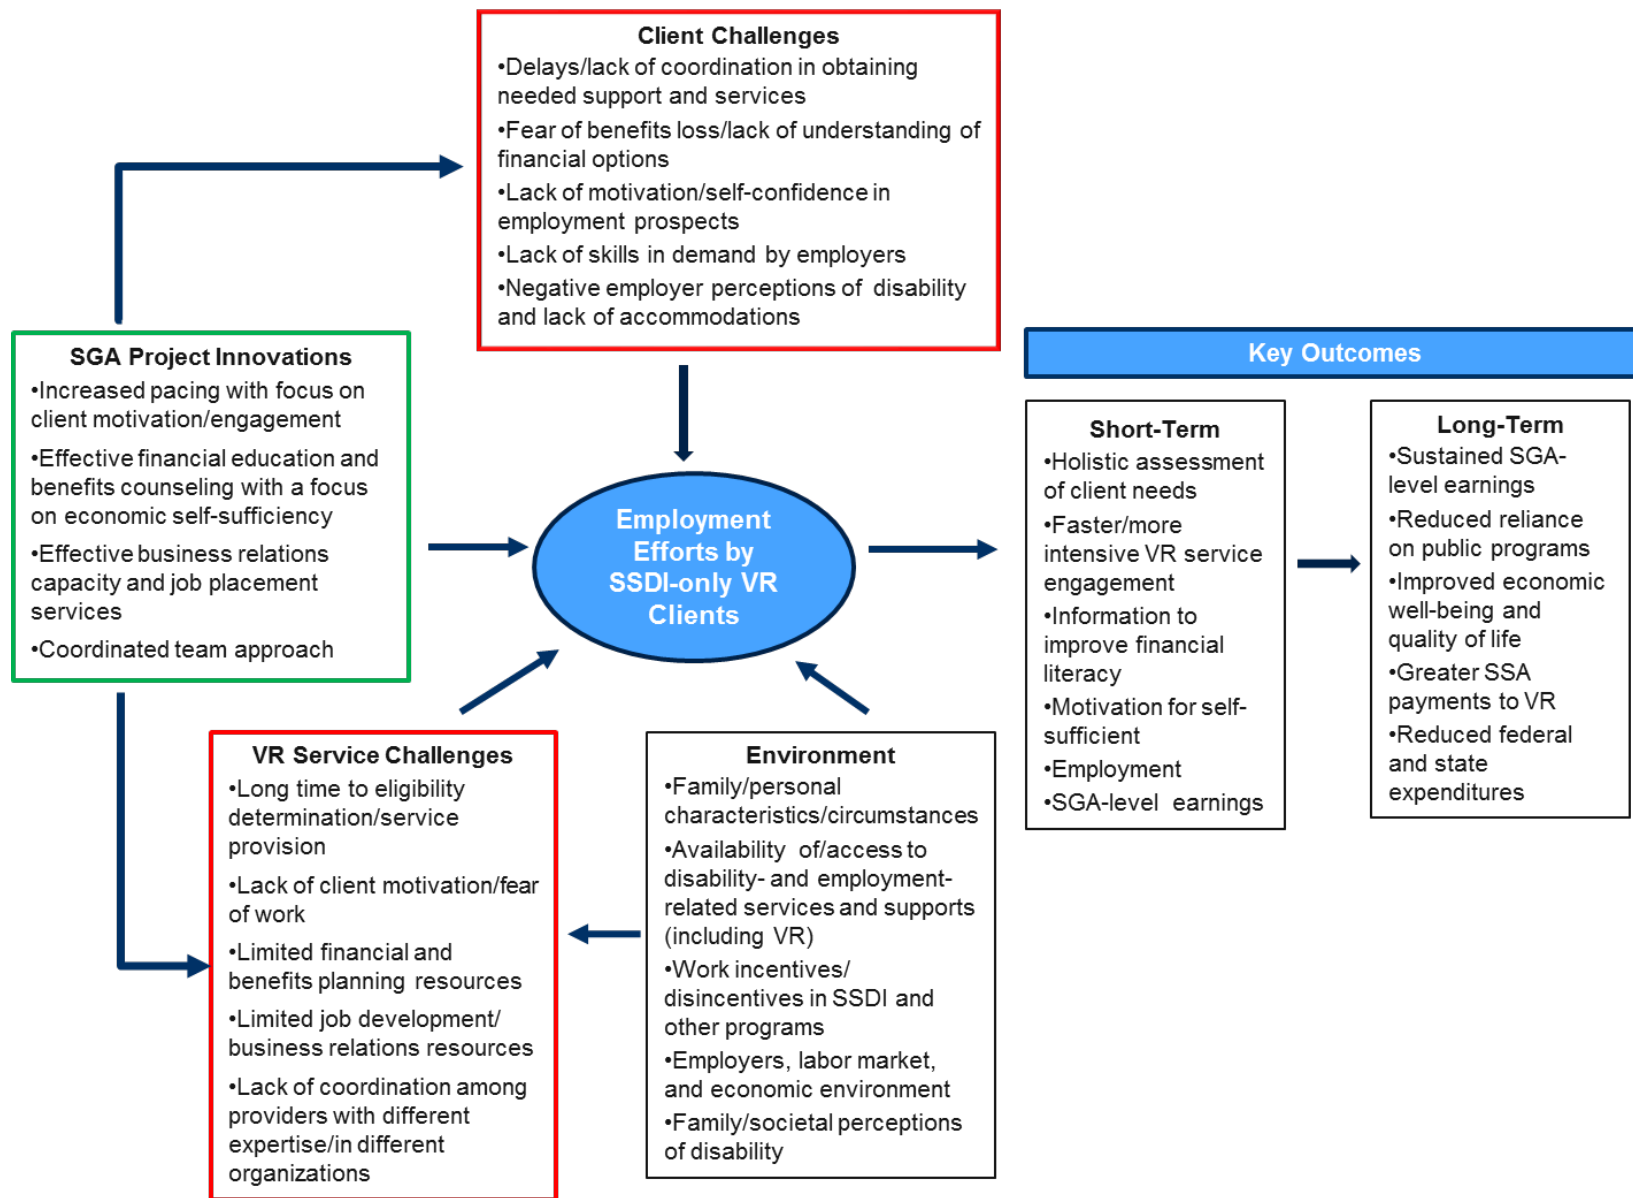 Client Challenges
•Delays/lack of coordination in obtaining
needed support and services
•Fear of benefits loss/lack of understanding of
financial options
•Lack of motivation/self-confidence in
employment prospects
•Lack of skills in demand by employers
•Negative employer perceptions of disability
and lack of accommodations
SGA Project Innovations
•Increased pacing with focus on
client motivation/engagement
•Effective financial education and
benefits counseling with a focus
on economic self-sufficiency
•Effective business relations
capacity and job placement
services
•Coordinated team approach
Employment
Efforts by
SSDI-only VR
Clients
Key Outcomes
Short-Term
•Holistic assessment
of client needs
•Faster/more
intensive VR service
engagement
•Information to
improve financial
literacy
•Motivation for self-
sufficient
•Employment
•SGA-level earnings
Long-Term
•Sustained SGA-
level earnings
•Reduced reliance
on public programs
•Improved economic
well-being and
quality of life
•Greater SSA
payments to VR
•Reduced federal
and state
expenditures
VR Service Challenges
•Long time to eligibility
determination/service
provision
•Lack of client motivation/fear
of work
•Limited financial and
benefits planning resources
•Limited job development/
business relations resources
•Lack of coordination among
providers with different
expertise/in different
organizations
Environment
•Family/personal
characteristics/circumstances
•Availability of/access to
disability- and employment-
related services and supports
(including VR)
•Work incentives/
disincentives in SSDI and
other programs
•Employers, labor market,
and economic environment
•Family/societal perceptions
of disability